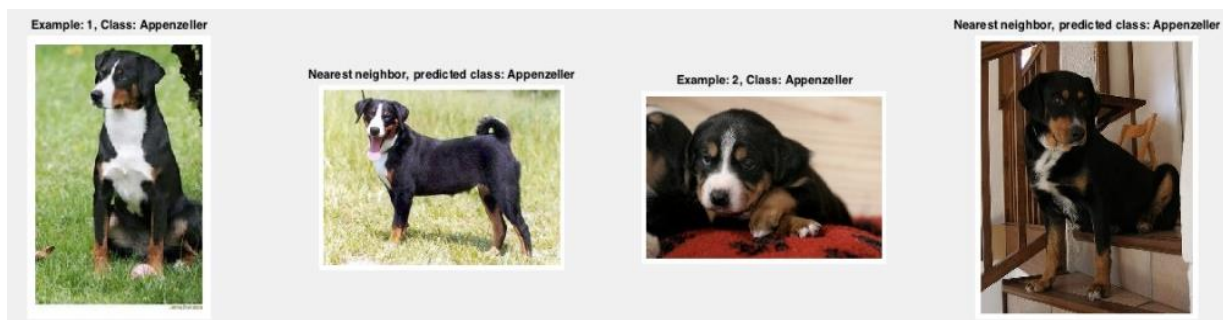 Example: 1, Class: Appenzeller
Nearest neighbor, predicted class: Appenzeller
Example: 2, Class: Appenzeller
Nearest neighbor, predicted class: Appenzeller